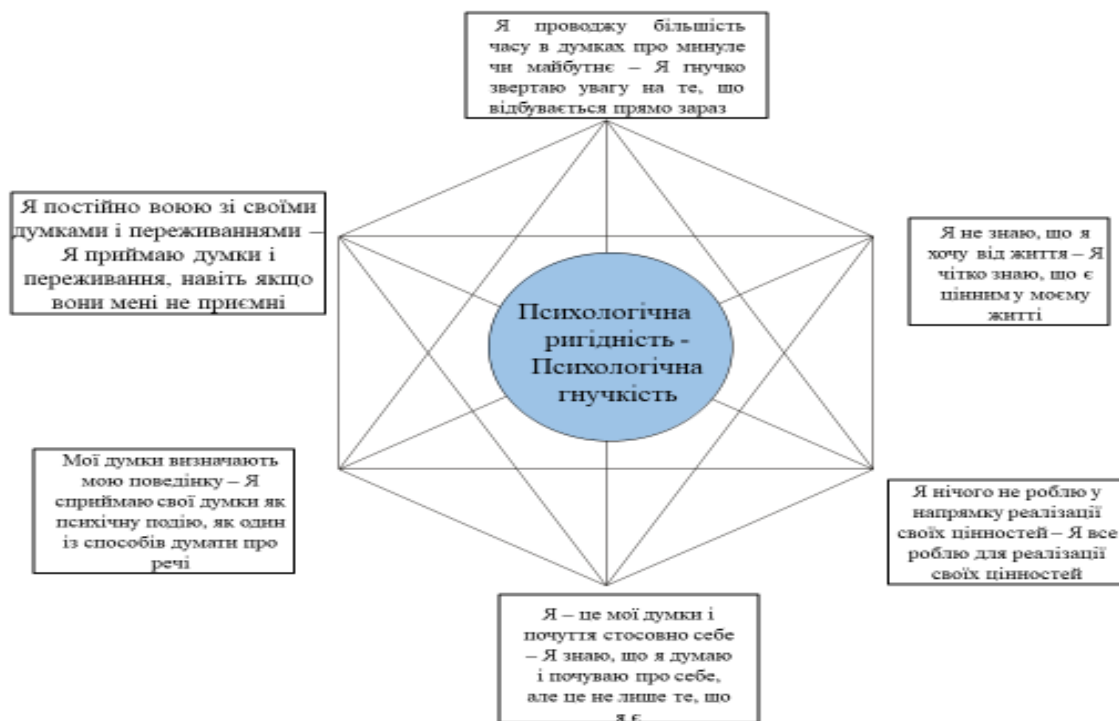 Я проводжу більшість
часу в думках про минуле
чи майбутнє – Я гнучко
звертаю увагу на те, що
відбувається прямо зараз
Я постійно воюю зі своїми
думками і переживаннями –
Я приймаю думки і
переживання, навіть якщо
вони мені не приємні
Я не знаю, що я
хочу від життя – Я
чітко знаю, що є
цінним у моєму
житті
Психологічна
ригідність -
Психологічна
гнучкість
Мої думки визначають
мою поведінку – Я
сприймаю свої думки як
психічну подію, як один
із способів думати про
речі
Я нічого не роблю у
напрямку реалізації
своїх цінностей – Я все
роблю для реалізації
своїх цінностей
Я – це мої думки і
почуття стосовно себе
– Я знаю, що я думаю
і почуваю про себе,
але це не лише те, що
я є